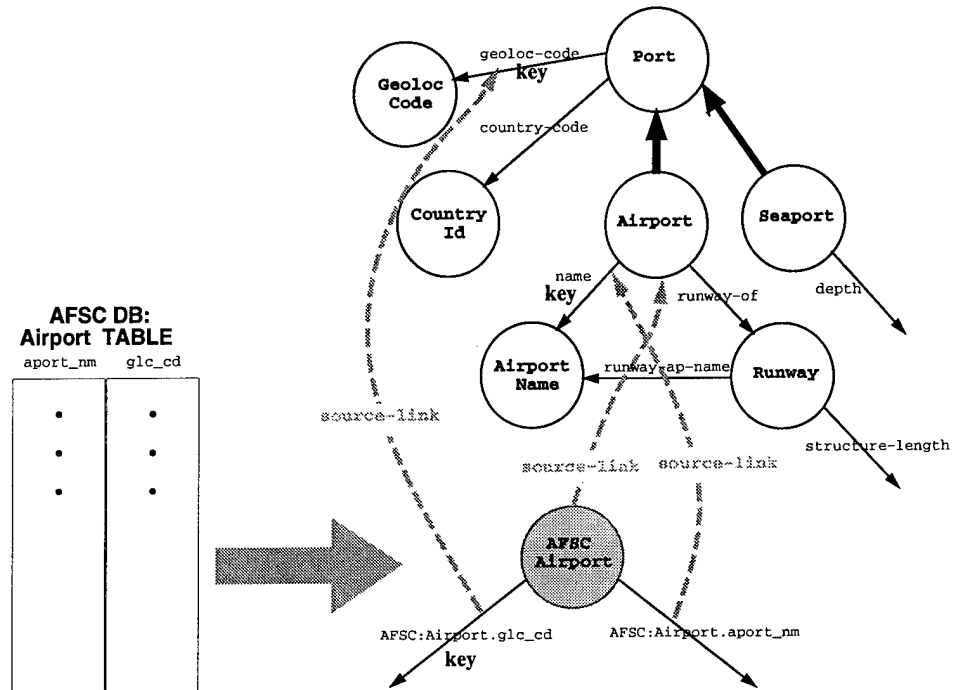 geoloc-code
key
Port
Geoloc
Code
country-code
Country
Id
Airport
Seaport
name
key
runway-of
depth
AFSC DB:
Airport TABLE
aport_nm glc_cd
Airport
Name
runway-ap-name
Runway
source-link
structure-length
source-link source-link
AFSC
Airport
AFSC:Airport.glc_cd
AFSC:Airport.aport_nm
key